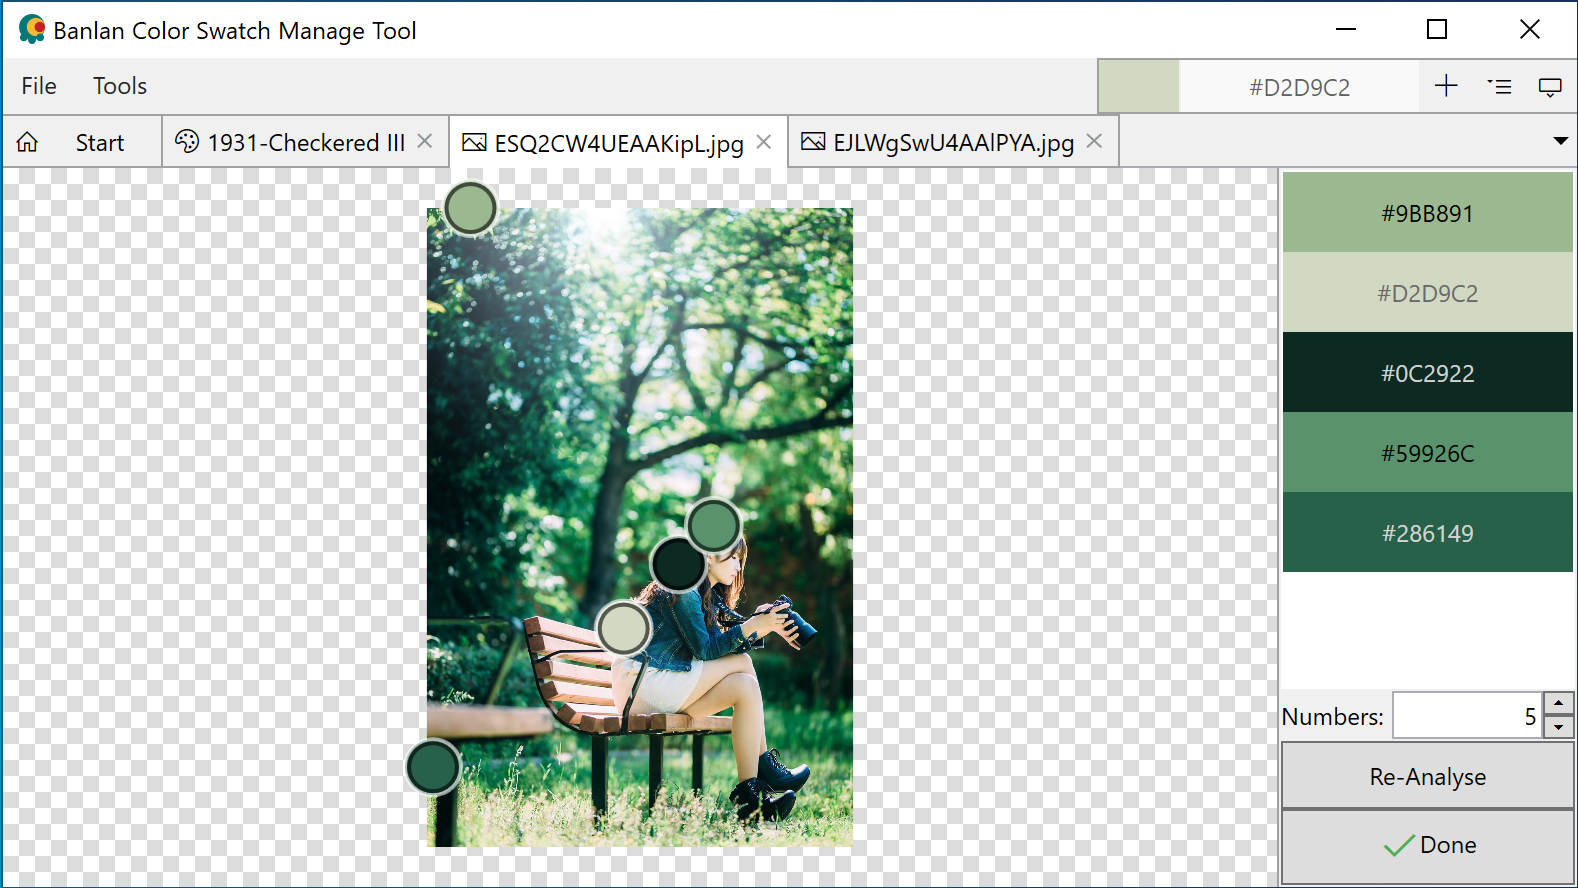 Banlan Color Swatch Manage Tool
File Tools #D2D9C2
Start 1931-Checkered III ESQ2CW4UEAAKipL.jpg EJLWgSwU4AAlPYA.jpg
#9BB891
#D2D9C2
#0C2922
#59926C
#286149
Numbers: 5
Re-Analyse
Done